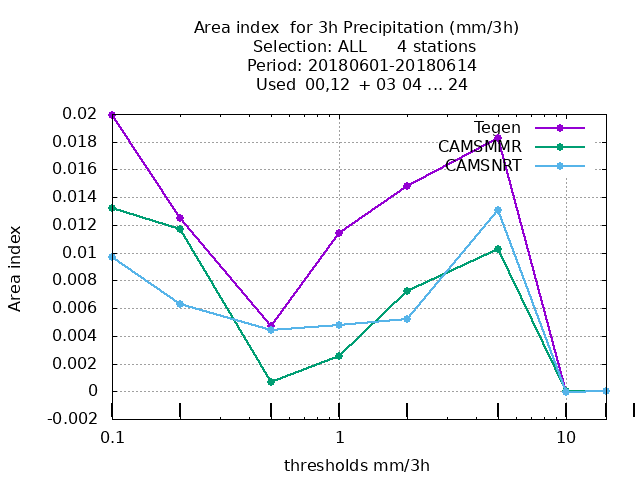 Area index  for 3h Precipitation (mm/3h)
Selection: ALL      4 stations
Period: 20180601-20180614
Used  00,12  + 03 04 ... 24
Tegen
CAMSMMR
CAMSNRT
0.02
0.018
0.016
0.014
0.012
0.01
0.008
0.006
0.004
0.002
0
-0.002
Area index
0.1
1
10
thresholds mm/3h